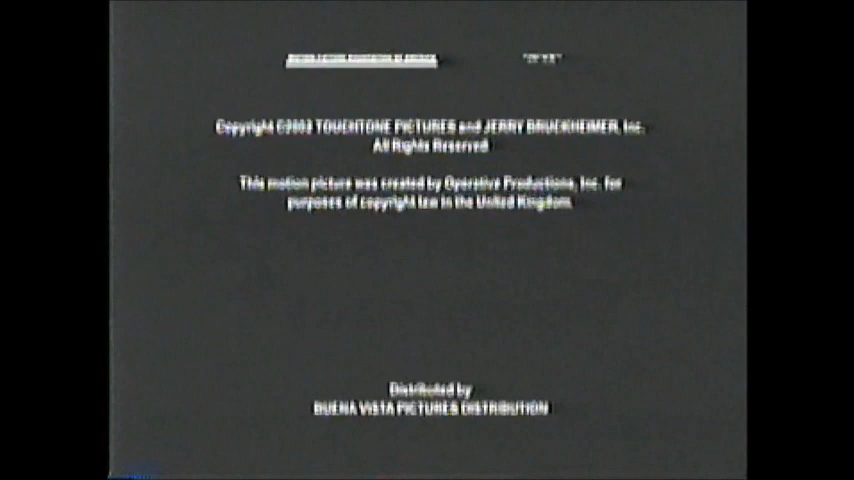 Copyright ©2003 TOUCHTONE PICTURES and JERRY BRUCKHEIMER, Inc.
All Rights Reserved
This motion picture was created by Operative Productions, Inc. for
purposes of copyright law in the United Kingdom.
Distributed by
BUENA VISTA PICTURES DISTRIBUTION